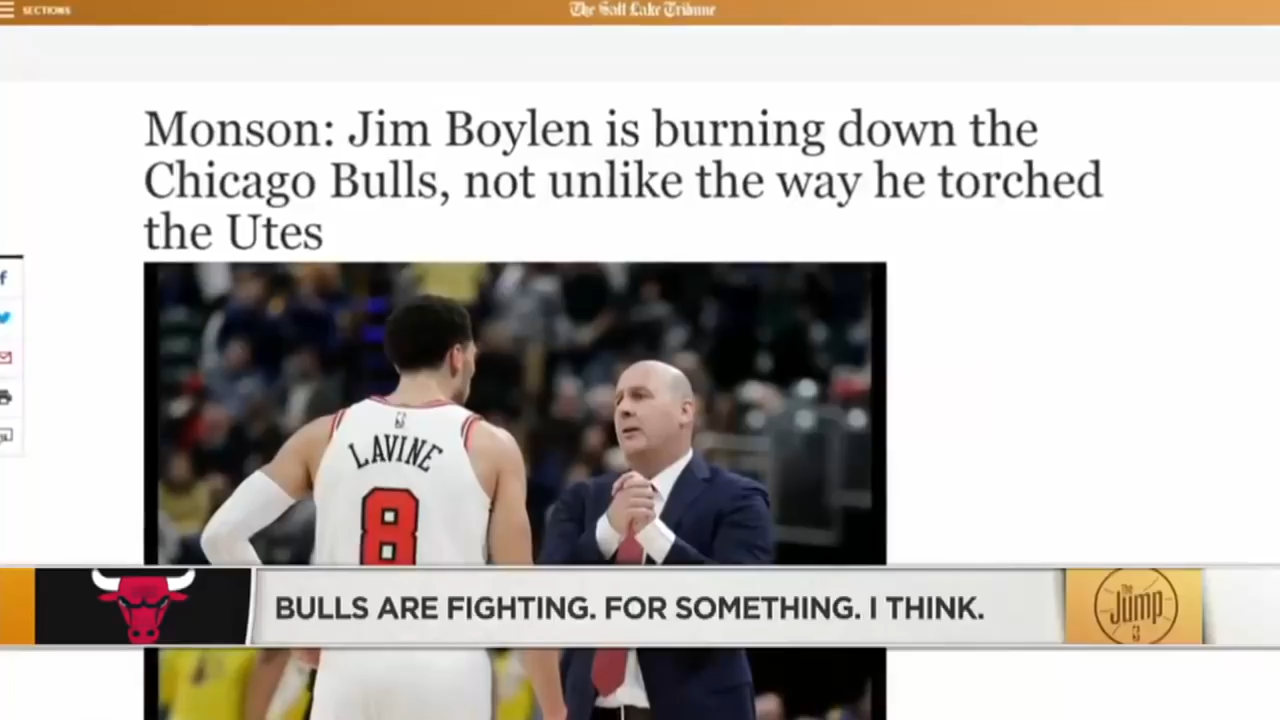 SECTIONS
The Salt Lake Tribune
Monson: Jim Boylen is burning down the
Chicago Bulls, not unlike the way he torched
the Utes
LAVINE
8
BULLS ARE FIGHTING. FOR SOMETHING. I THINK.
The
Jump